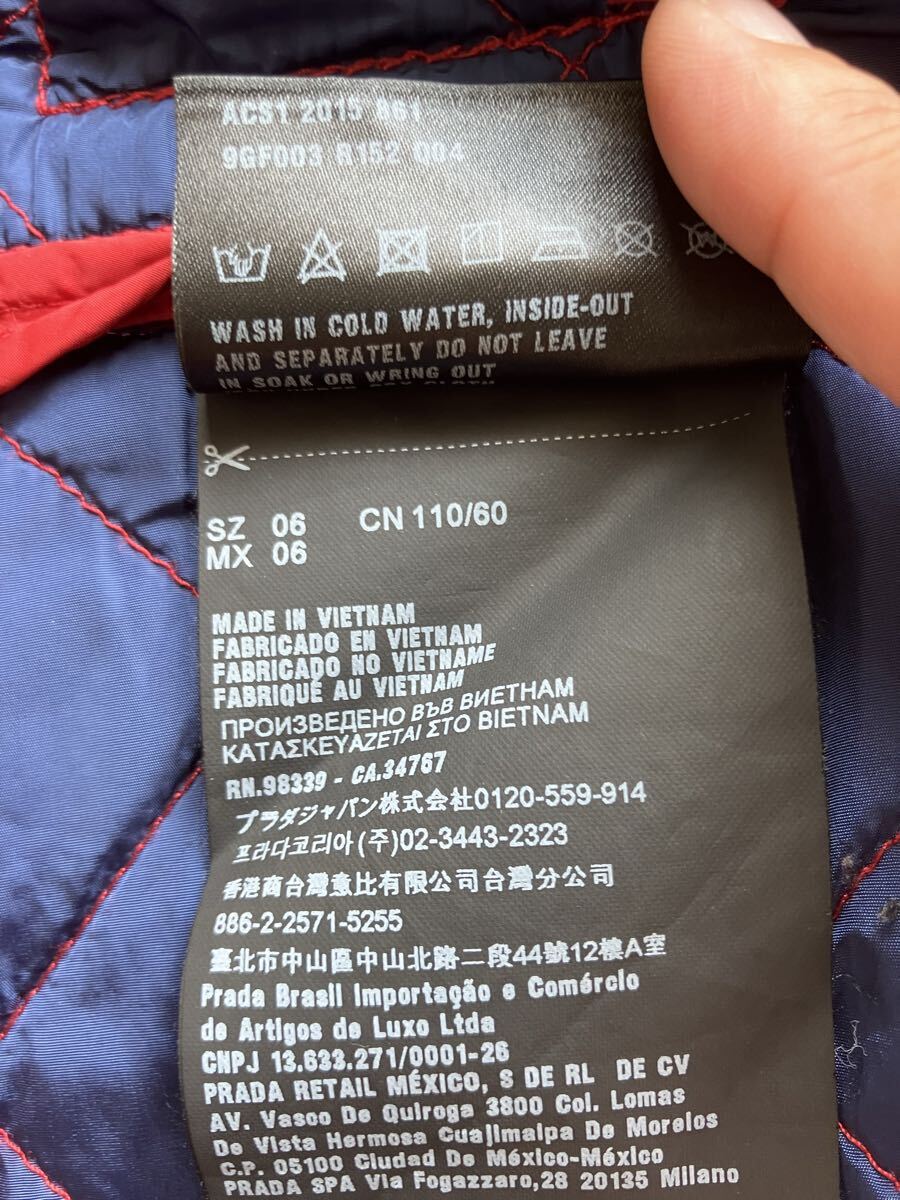 ACS1 2015 861
9GF003 R152 004
WASH IN COLD WATER, INSIDE-OUT
AND SEPARATELY DO NOT LEAVE
IN SOAK OR WRING OUT
SZ 06 CN 110/60
MX 06
MADE IN VIETNAM
FABRICADO EN VIETNAM
FABRICADO NO VIETNAME
FABRIQUÉ AU VIETNAM
ПРОИЗВЕДЕНО ВЪВ ВИЕТНАМ
ΚΑΤΑΣΚΕΥΑΖΕΤΑΙ ΣΤΟ ΒΙΕΤΝΑΜ
RN.98339 - CA.34767
プラダジャパン株式会社0120-559-914
프라다코리아(주)02-3443-2323
香港商台灣意比有限公司台灣分公司
886-2-2571-5255
臺北市中山區中山北路二段44號12樓A室
Prada Brasil Importação e Comércio
de Artigos de Luxo Ltda
CNPJ 13.633.271/0001-26
PRADA RETAIL MÉXICO, S DE RL DE CV
AV. Vasco De Quiroga 3800 Col. Lomas
De Vista Hermosa Cuajimalpa De Morelos
C.P. 05100 Ciudad De México-México
PRADA SPA Via Fogazzaro,28 20135 Milano